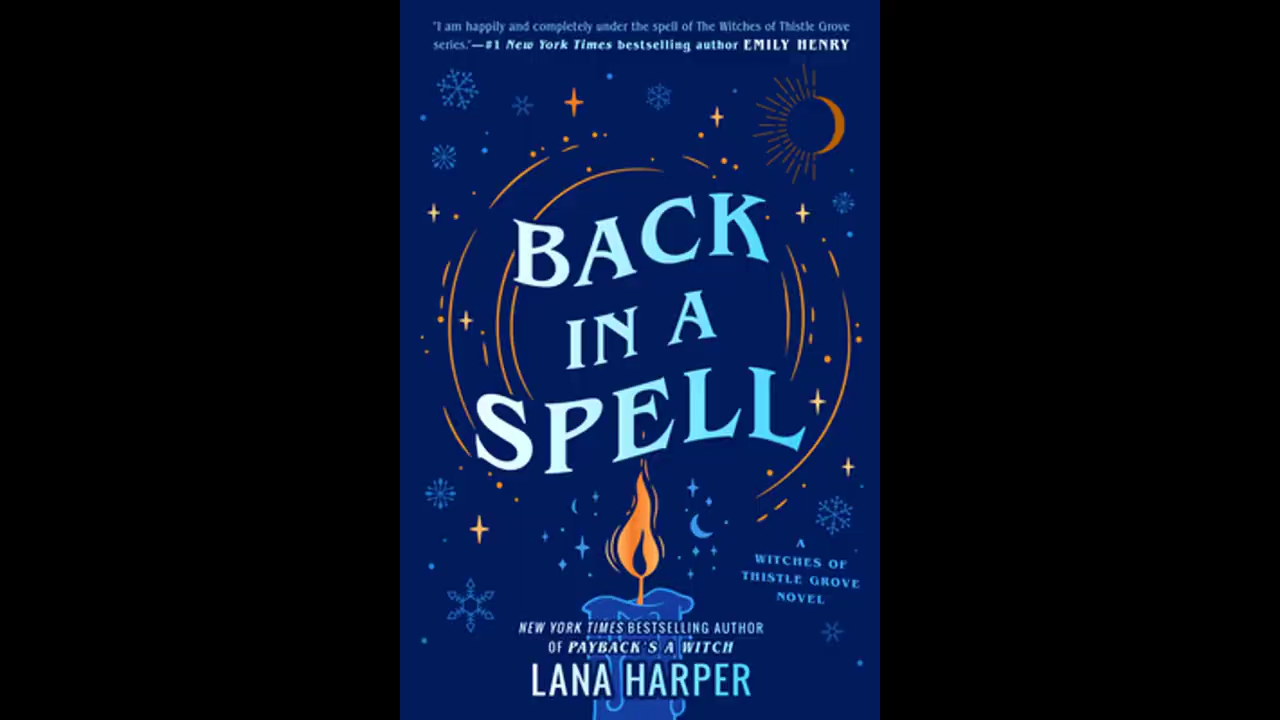 "I am happily and completely under the spell of The Witches of Thistle Grove
series."—#1 New York Times bestselling author EMILY HENRY
BACK
IN A
SPELL
A
WITCHES OF
THISTLE GROVE
NOVEL
NEW YORK TIMES BESTSELLING AUTHOR
OF PAYBACK'S A WITCH
LANA HARPER